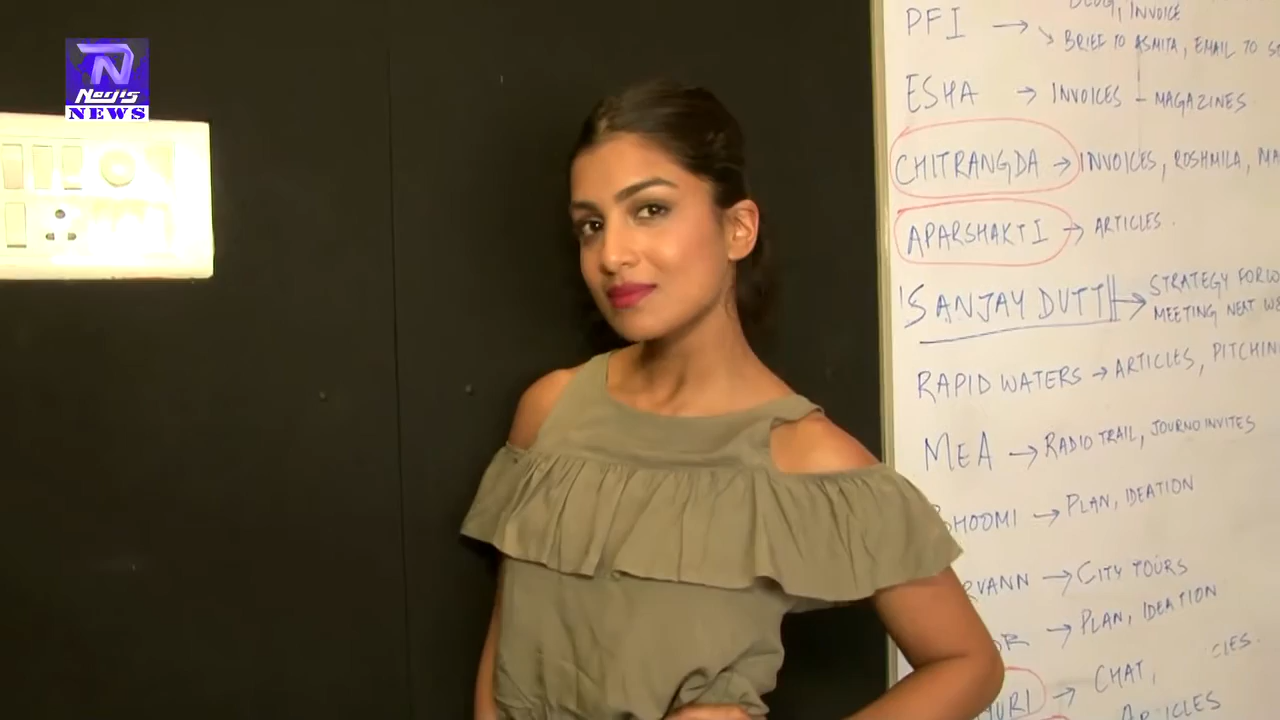 Nerjis
NEWS
PFI →
BLOG, INVOICE
BRIEF TO ASMITA, EMAIL TO
ESHA → INVOICES – MAGAZINES
CHITRANGDA → INVOICES, ROSHMILA,
APARSHAKTI → ARTICLES.
'SANJAY DUTT → STRATEGY
MEETING NEXT
RAPID WATERS → ARTICLES,
MEA → RADIO TRAIL, JOURNO INVITES
→ PLAN, IDEATION
→ CITY TOURS
→ PLAN, IDEATION
→ CHAT,
ARTICLES